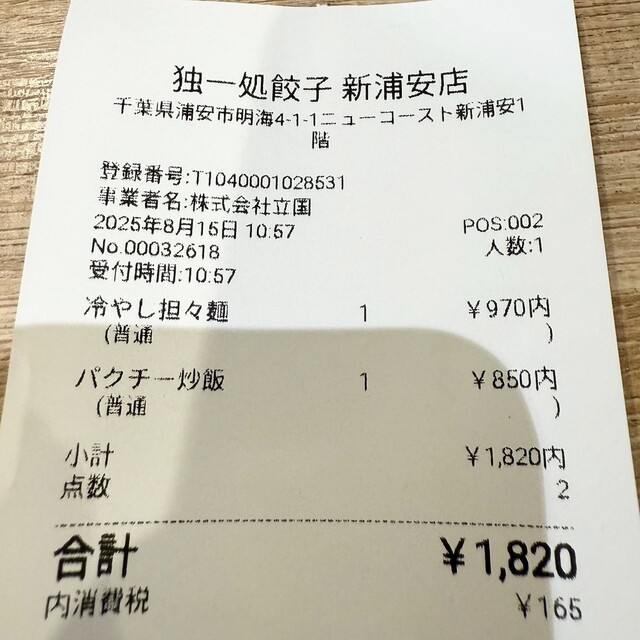 独一処餃子 新浦安店
千葉県浦安市明海4-1-1ニューコースト新浦安1
階
登録番号:T1040001028531
事業者名:株式会社立国
2025年8月15日 10:57 POS:002
No.00032618 人数:1
受付時間:10:57
冷やし担々麺 1 ¥970内
(普通 )
パクチー炒飯 1 ¥850内
(普通 )
小計 ¥1,820内
点数 2
合計 ¥1,820
内消費税 ¥165